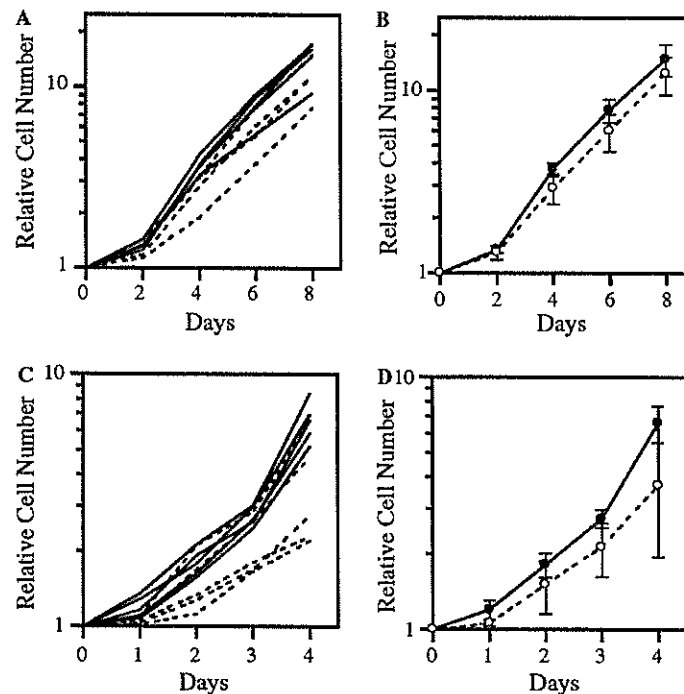 A
Relative Cell Number
10
1
0 2 4 6 8
Days
B
Relative Cell Number
10
1
0 2 4 6 8
Days
C
Relative Cell Number
10
1
0 1 2 3 4
Days
D
Relative Cell Number
10
1
0 1 2 3 4
Days